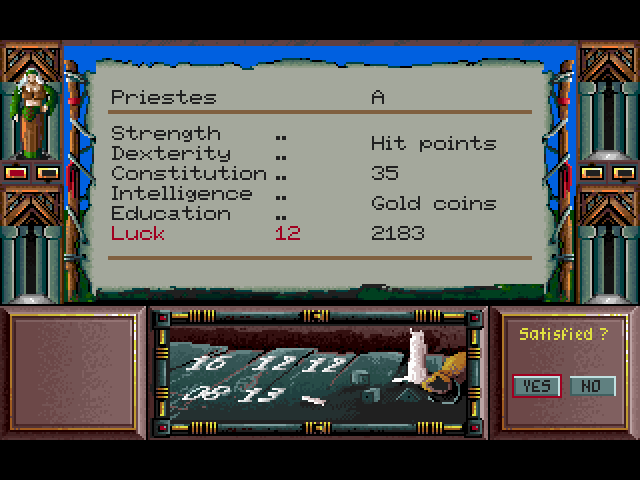 Priestes A
Strength ..
Dexterity ..
Constitution ..
Intelligence ..
Education ..
Luck 12
Hit points
35
Gold coins
2183
16 12 12
08 13
Satisfied ?
YES NO